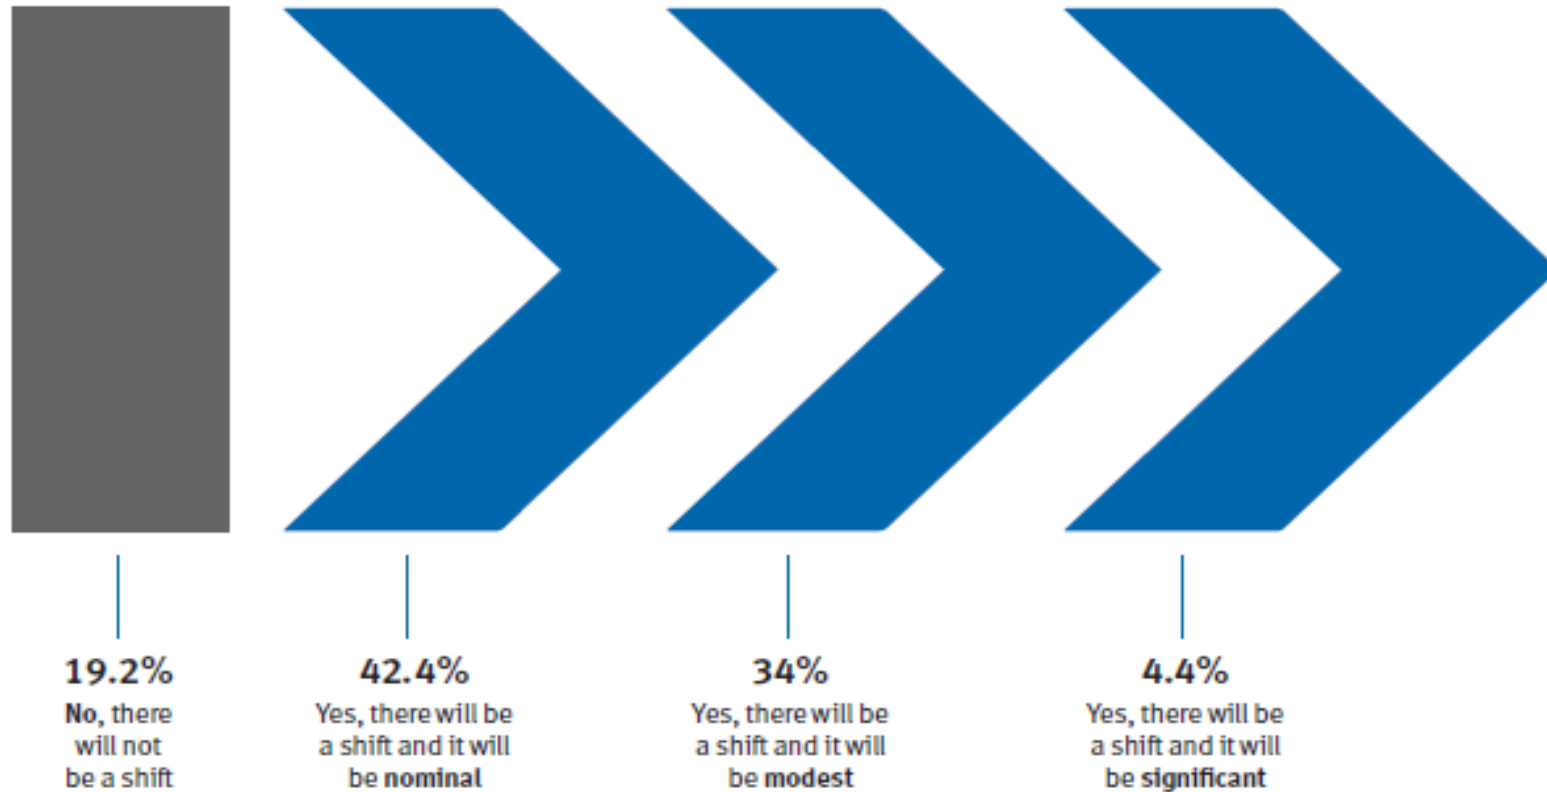 19.2%
No, there
will not
be a shift
42.4%
Yes, there will be
a shift and it will
be nominal
34%
Yes, there will be
a shift and it will
be modest
4.4%
Yes, there will be
a shift and it will
be significant